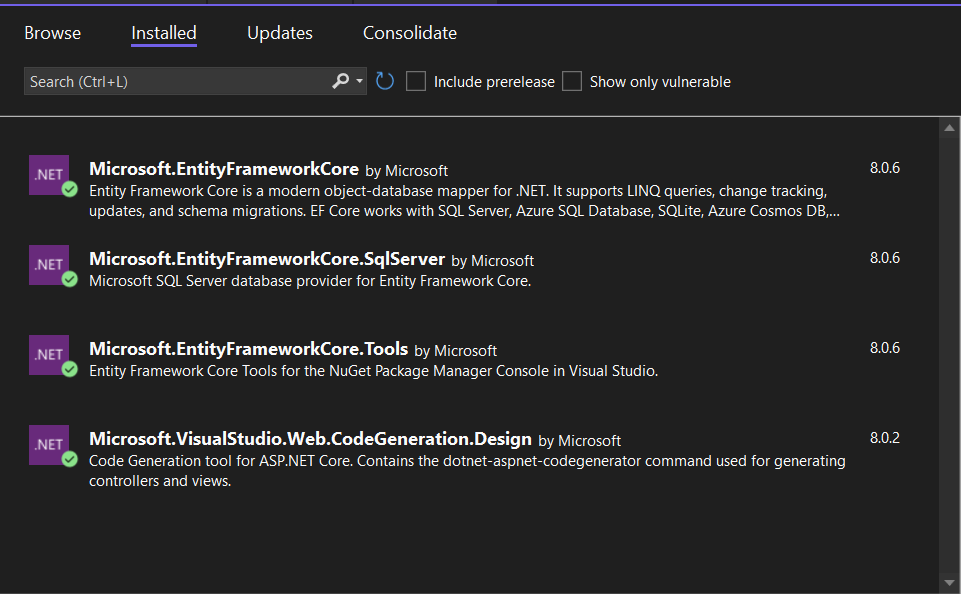 Browse Installed Updates Consolidate
Search (Ctrl+L) Include prerelease Show only vulnerable
.NET Microsoft.EntityFrameworkCore by Microsoft 8.0.6
Entity Framework Core is a modern object-database mapper for .NET. It supports LINQ queries, change tracking,
updates, and schema migrations. EF Core works with SQL Server, Azure SQL Database, SQLite, Azure Cosmos DB,...
.NET Microsoft.EntityFrameworkCore.SqlServer by Microsoft 8.0.6
Microsoft SQL Server database provider for Entity Framework Core.
.NET Microsoft.EntityFrameworkCore.Tools by Microsoft 8.0.6
Entity Framework Core Tools for the NuGet Package Manager Console in Visual Studio.
.NET Microsoft.VisualStudio.Web.CodeGeneration.Design by Microsoft 8.0.2
Code Generation tool for ASP.NET Core. Contains the dotnet-aspnet-codegenerator command used for generating
controllers and views.